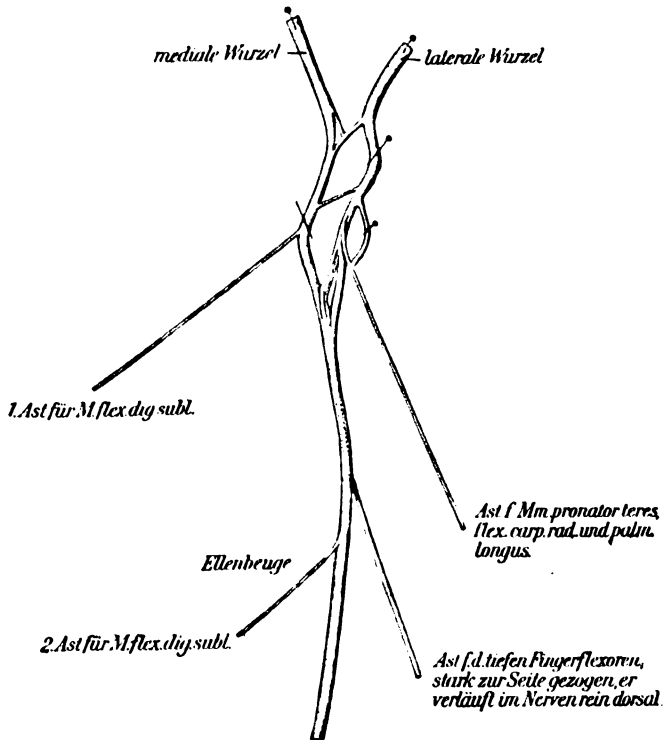 mediale Wurzel
laterale Wurzel
1. Ast für M. flex. dig. subl.
Ast f. Mm. pronator teres,
flex. carp. rad. und palm.
longus.
Ellenbeuge
2. Ast für M. flex. dig. subl.
Ast f. d. tiefen Fingerflexoren,
stark zur Seite gezogen, er
verläuft im Nerven rein dorsal.